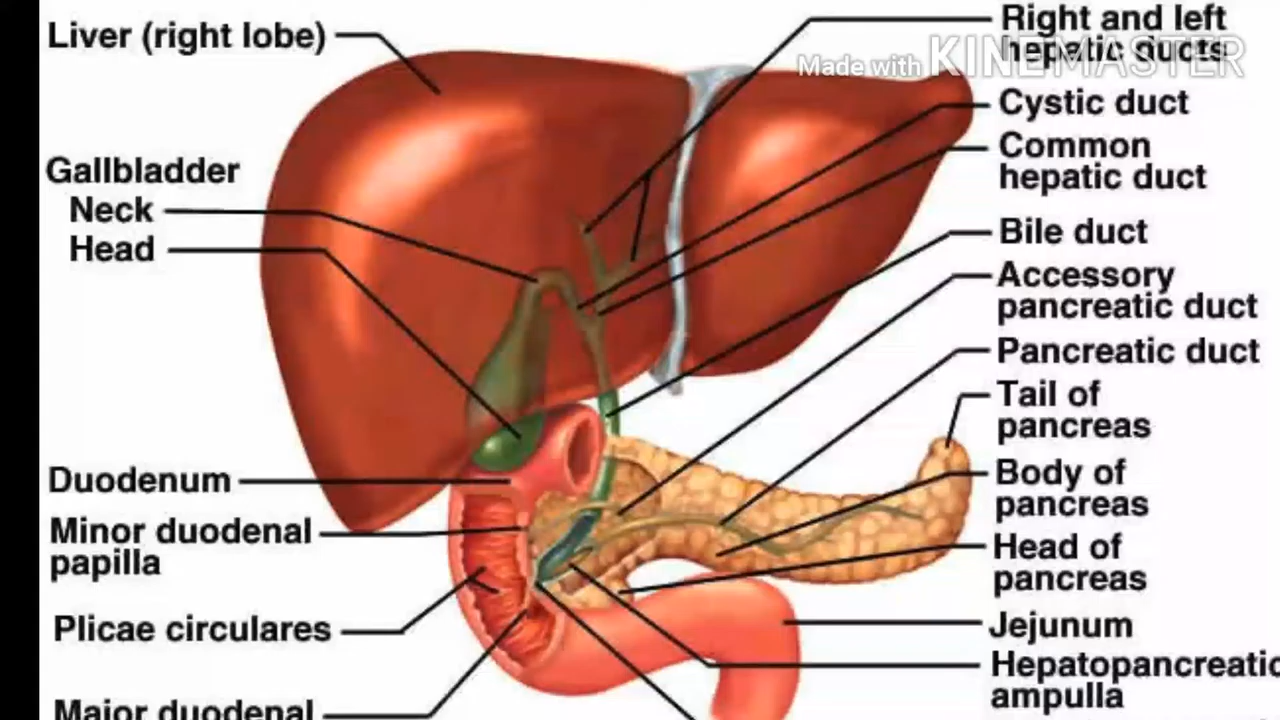 Liver (right lobe)
Gallbladder
Neck
Head
Duodenum
Minor duodenal
papilla
Plicae circulares
Major duodenal
Right and left
hepatic ducts
Made with KINEMASTER
Cystic duct
Common
hepatic duct
Bile duct
Accessory
pancreatic duct
Pancreatic duct
Tail of
pancreas
Body of
pancreas
Head of
pancreas
Jejunum
Hepatopancreatic
ampulla